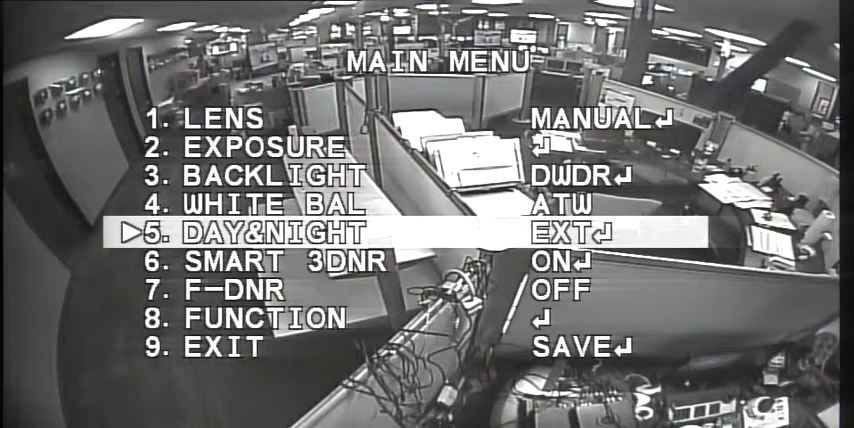 MAIN MENU
1. LENS MANUAL↲
2. EXPOSURE ↲
3. BACKLIGHT DWDR↲
4. WHITE BAL ATW
▷5. DAY&NIGHT EXT↲
6. SMART 3DNR ON↲
7. F-DNR OFF
8. FUNCTION ↲
9. EXIT SAVE↲